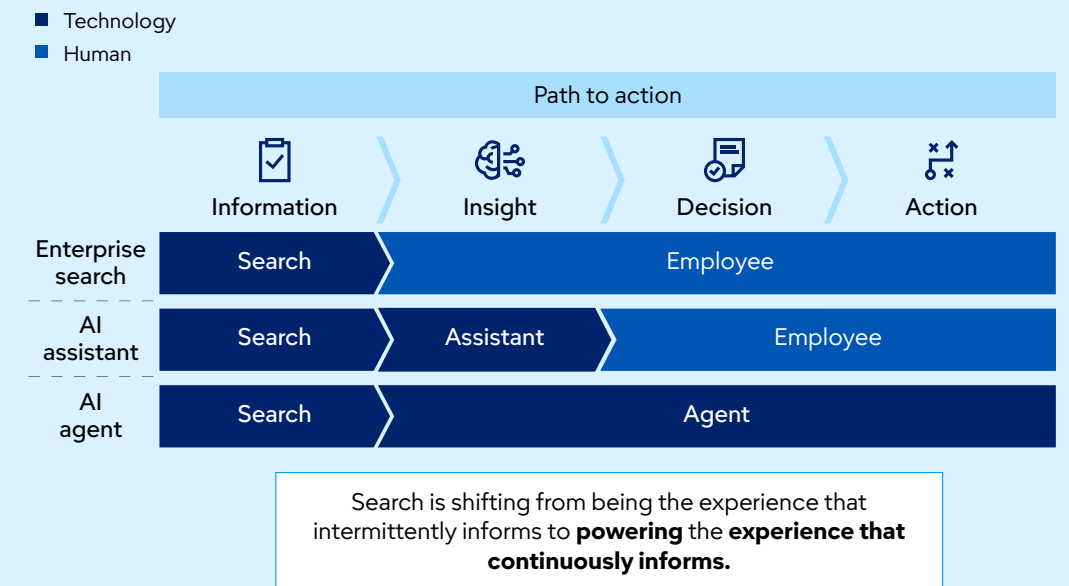 Technology
Human
Path to action
Information
Insight
Decision
Action
Enterprise
search
Search
Employee
AI
assistant
Search
Assistant
Employee
AI
agent
Search
Agent
Search is shifting from being the experience that
intermittently informs to powering the experience that
continuously informs.